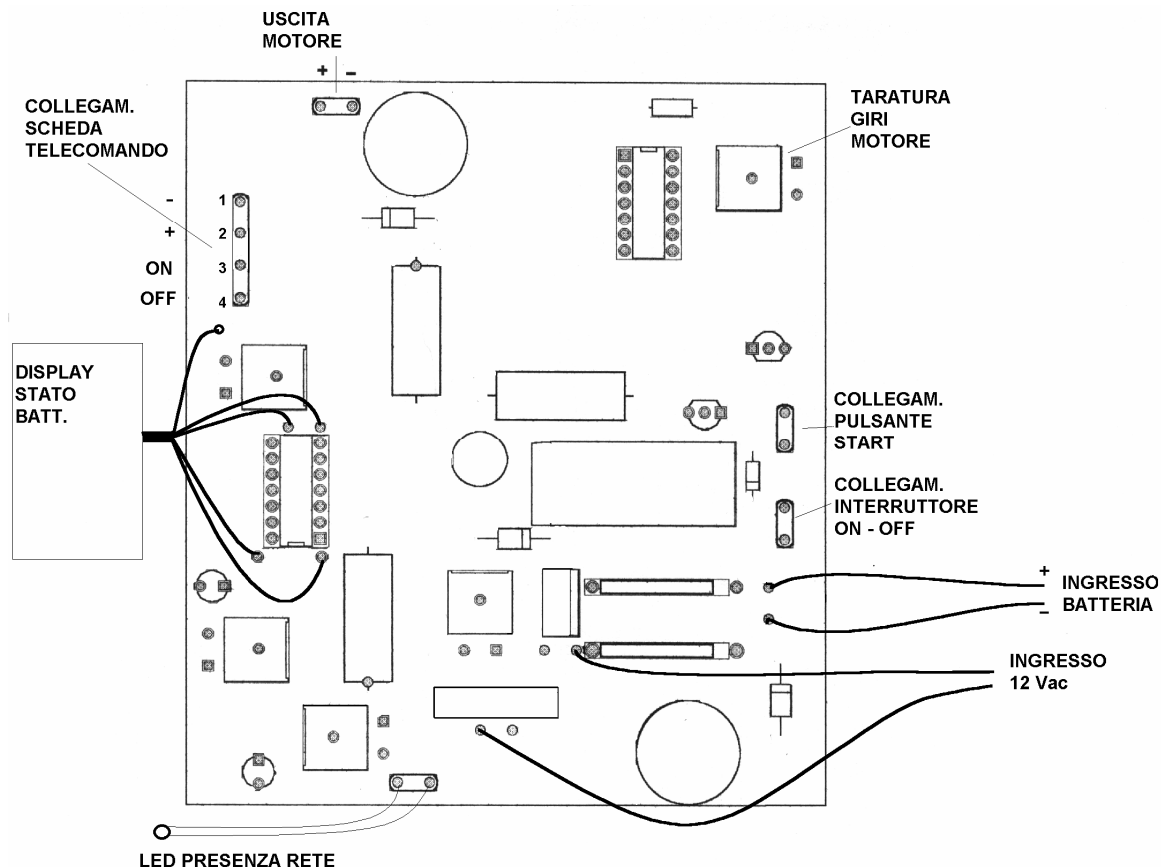 USCITA
MOTORE
+ -
COLLEGAM.
SCHEDA
TELECOMANDO
TARATURA
GIRI
MOTORE
- 1
+ 2
ON 3
OFF 4
DISPLAY
STATO
BATT.
COLLEGAM.
PULSANTE
START
COLLEGAM.
INTERRUTTORE
ON - OFF
+
INGRESSO
BATTERIA
-
INGRESSO
12 Vac
LED PRESENZA RETE